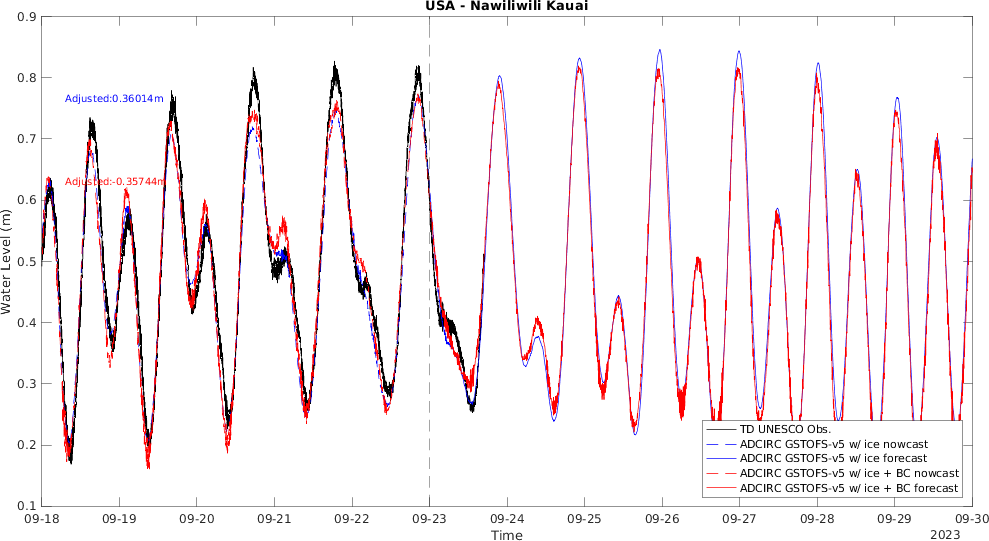 USA - Nawiliwili Kauai
0.9
0.8
0.7
0.6
0.5
0.4
0.3
0.2
0.1
Water Level (m)
Adjusted:0.36014m
Adjusted:-0.35744m
TD UNESCO Obs.
ADCIRC GSTOFS-v5 w/ ice nowcast
ADCIRC GSTOFS-v5 w/ ice forecast
ADCIRC GSTOFS-v5 w/ ice + BC nowcast
ADCIRC GSTOFS-v5 w/ ice + BC forecast
09-18 09-19 09-20 09-21 09-22 09-23 09-24 09-25 09-26 09-27 09-28 09-29 09-30
Time
2023